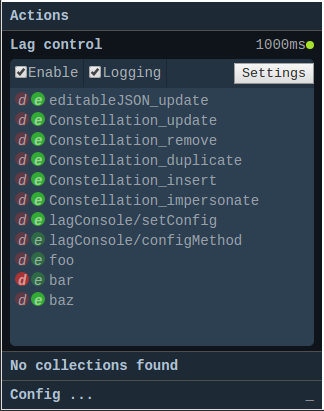 Actions
Lag control 1000ms
Enable Logging Settings
d e editableJSON_update
d e Constellation_update
d e Constellation_remove
d e Constellation_duplicate
d e Constellation_insert
d e Constellation_impersonate
d e lagConsole/setConfig
d e lagConsole/configMethod
d e foo
d e bar
d e baz
No collections found
Config ... _